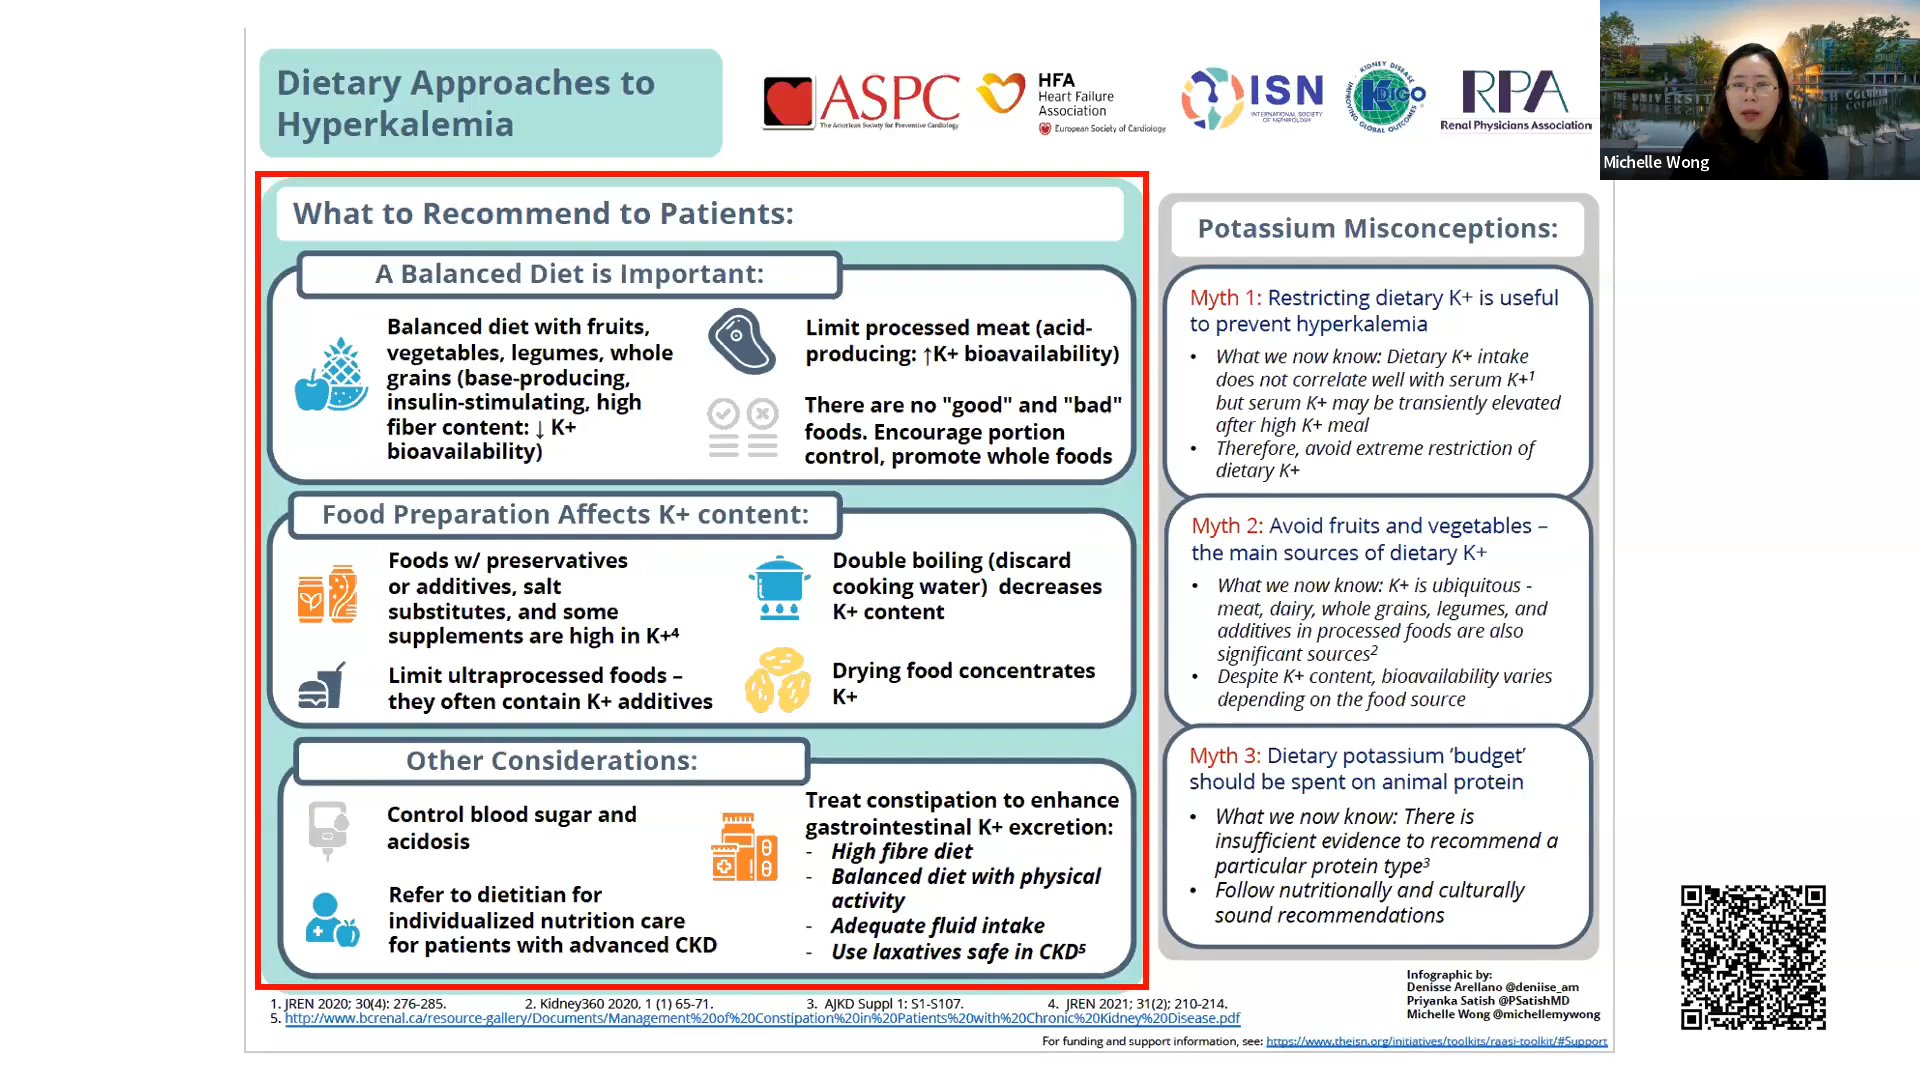 Dietary Approaches to
Hyperkalemia
ASPC
The American Society for Preventive Cardiology
HFA
Heart Failure
Association
European Society of Cardiology
ISN
INTERNATIONAL SOCIETY
OF NEPHROLOGY
KIDNEY DISEASE
KDIGO
IMPROVING GLOBAL OUTCOMES
RPA
Renal Physicians Association
Michelle Wong
What to Recommend to Patients:
A Balanced Diet is Important:
Balanced diet with fruits,
vegetables, legumes, whole
grains (base-producing,
insulin-stimulating, high
fiber content: ↓ K+
bioavailability)
Limit processed meat (acid-
producing: ↑K+ bioavailability)
There are no "good" and "bad"
foods. Encourage portion
control, promote whole foods
Food Preparation Affects K+ content:
Foods w/ preservatives
or additives, salt
substitutes, and some
supplements are high in K+⁴
Limit ultraprocessed foods –
they often contain K+ additives
Double boiling (discard
cooking water)  decreases
K+ content
Drying food concentrates
K+
Other Considerations:
Control blood sugar and
acidosis
Refer to dietitian for
individualized nutrition care
for patients with advanced CKD
Treat constipation to enhance
gastrointestinal K+ excretion:
- High fibre diet
- Balanced diet with physical
activity
- Adequate fluid intake
- Use laxatives safe in CKD⁵
Potassium Misconceptions:
Myth 1: Restricting dietary K+ is useful
to prevent hyperkalemia
• What we now know: Dietary K+ intake
does not correlate well with serum K+¹
but serum K+ may be transiently elevated
after high K+ meal
• Therefore, avoid extreme restriction of
dietary K+
Myth 2: Avoid fruits and vegetables –
the main sources of dietary K+
• What we now know: K+ is ubiquitous -
meat, dairy, whole grains, legumes, and
additives in processed foods are also
significant sources²
• Despite K+ content, bioavailability varies
depending on the food source
Myth 3: Dietary potassium ‘budget’
should be spent on animal protein
• What we now know: There is
insufficient evidence to recommend a
particular protein type³
• Follow nutritionally and culturally
sound recommendations
Infographic by:
Denisse Arellano @deniise_am
Priyanka Satish @PSatishMD
Michelle Wong @michellemywong
1. JREN 2020; 30(4): 276-285. 2. Kidney360 2020, 1 (1) 65-71. 3. AJKD Suppl 1: S1-S107. 4. JREN 2021; 31(2): 210-214.
5. http://www.bcrenal.ca/resource-gallery/Documents/Management%20of%20Constipation%20in%20Patients%20with%20Chronic%20Kidney%20Disease.pdf
For funding and support information, see: https://www.theisn.org/initiatives/toolkits/raasi-toolkit/#Support